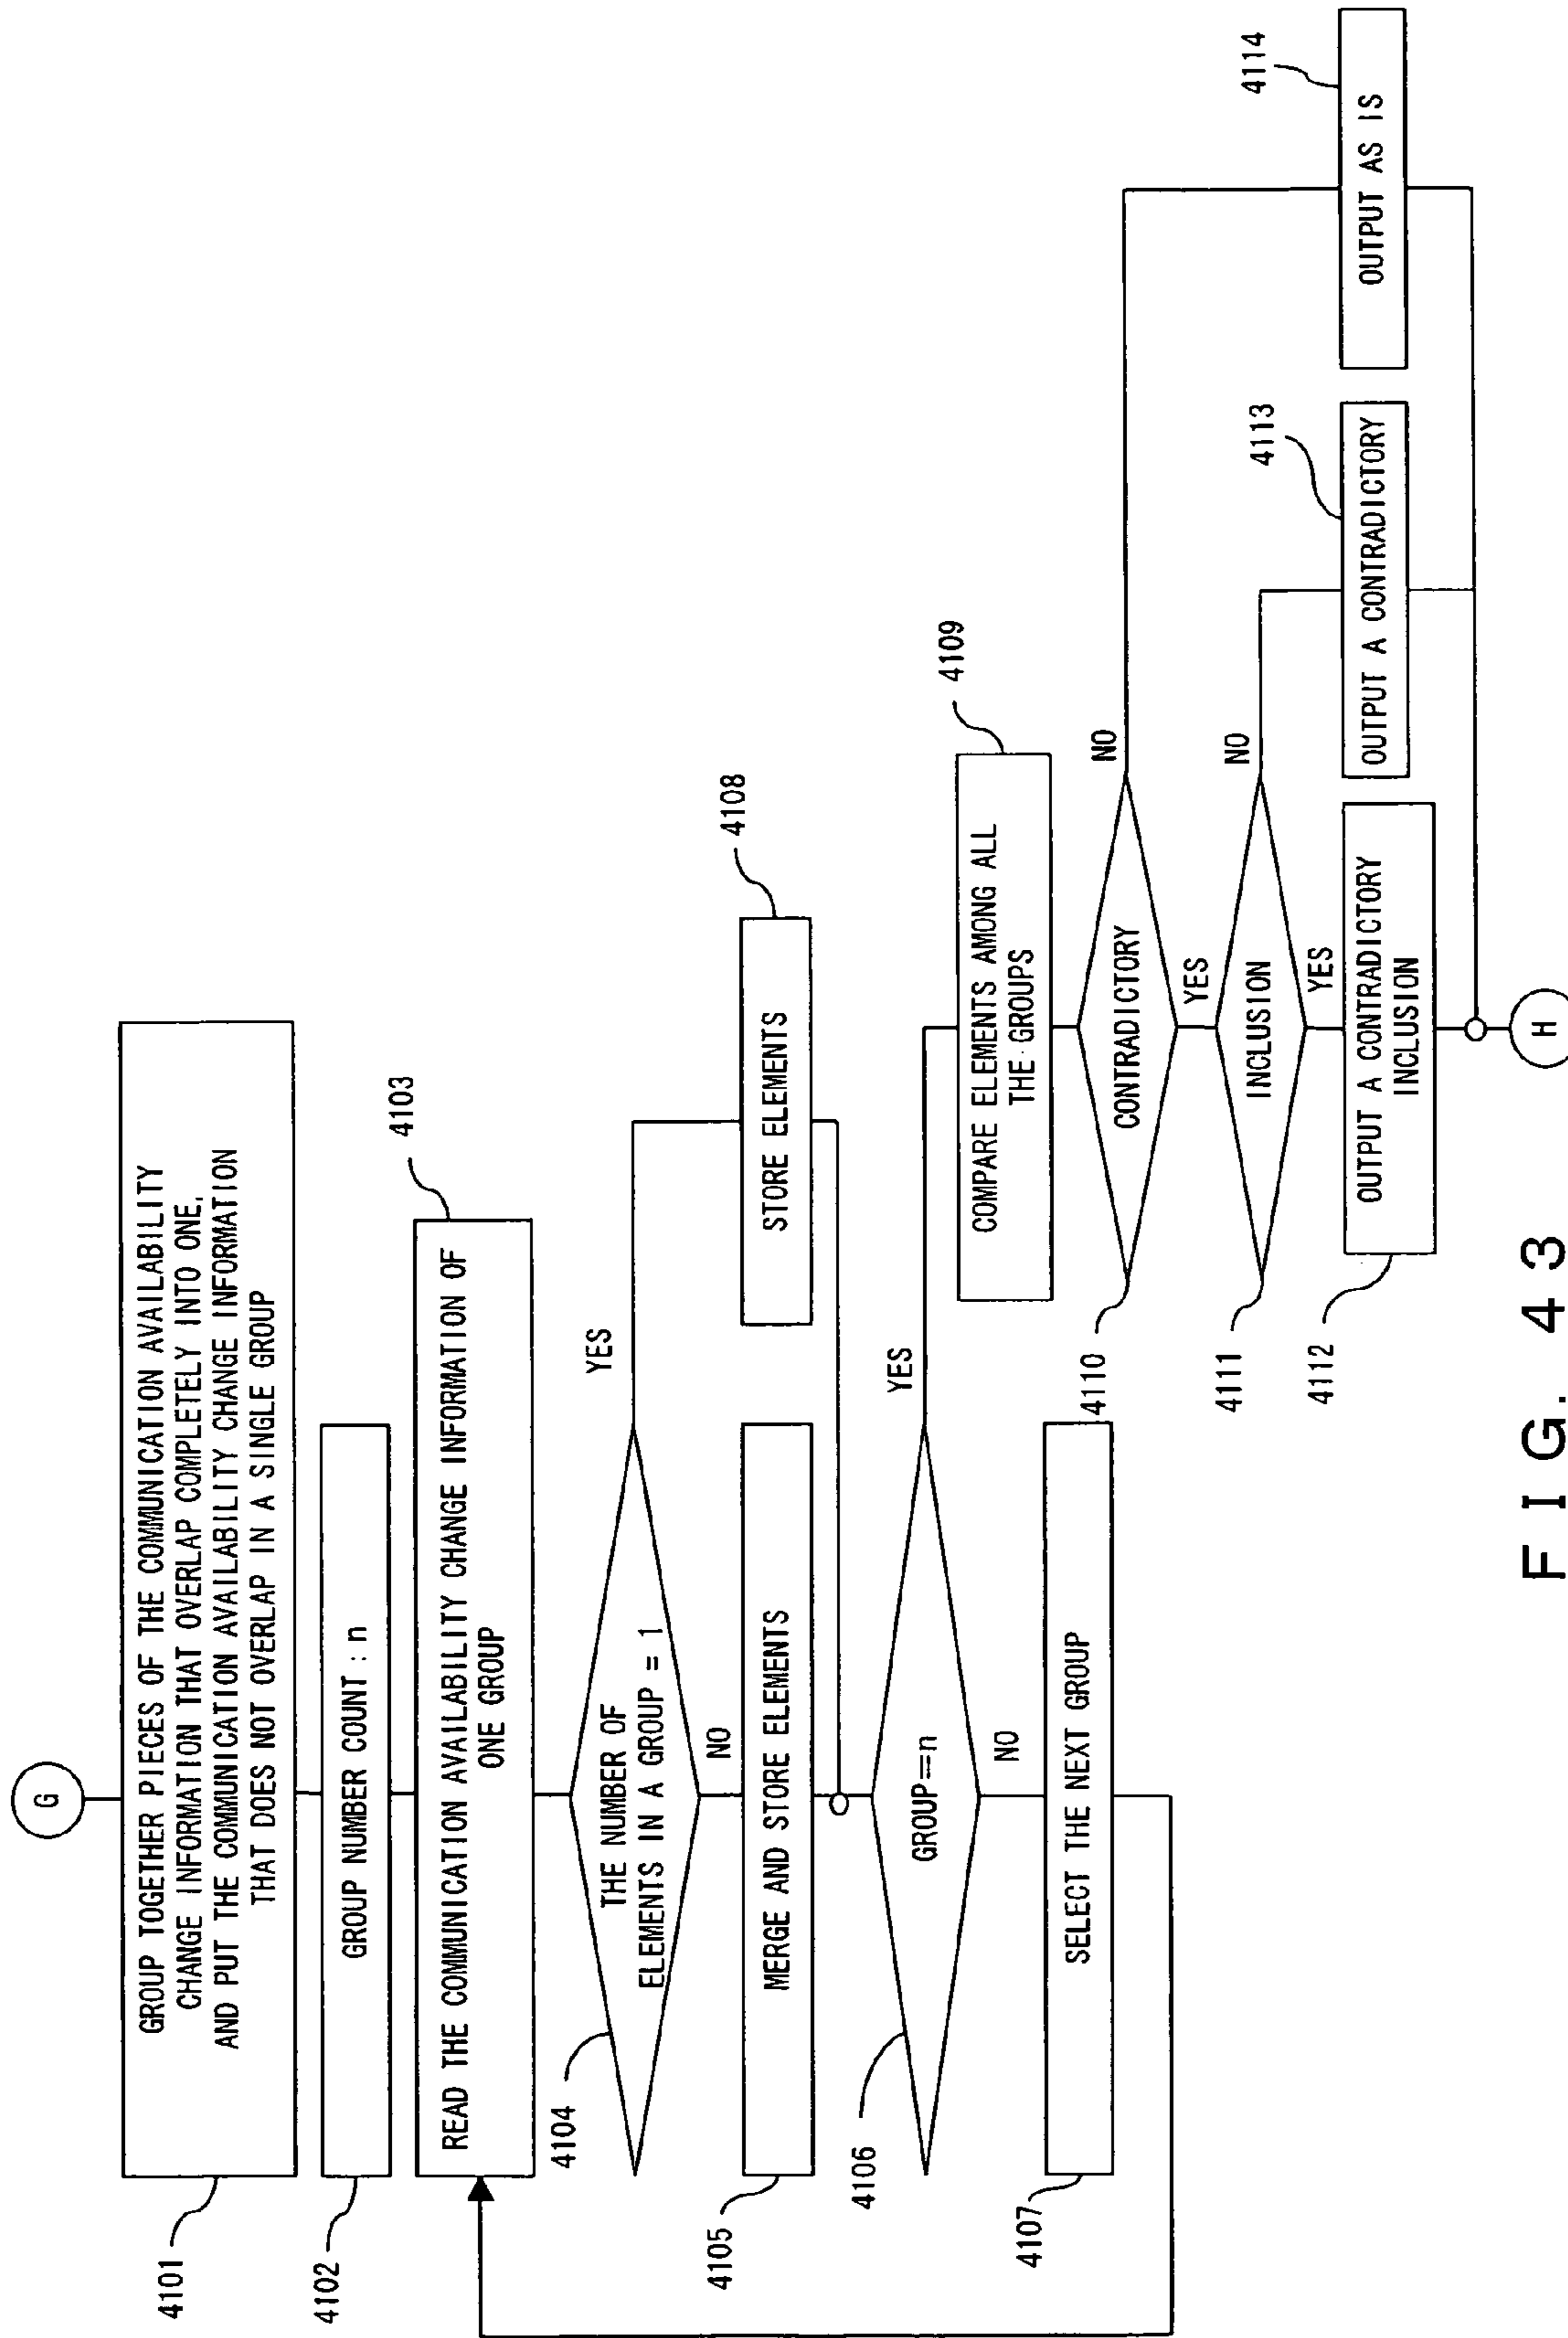 G
GROUP TOGETHER PIECES OF THE COMMUNICATION AVAILABILITY
CHANGE INFORMATION THAT OVERLAP COMPLETELY INTO ONE,
AND PUT THE COMMUNICATION AVAILABILITY CHANGE INFORMATION
THAT DOES NOT OVERLAP IN A SINGLE GROUP
4101
GROUP NUMBER COUNT : n
4102
READ THE COMMUNICATION AVAILABILITY CHANGE INFORMATION OF
ONE GROUP
4103
THE NUMBER OF
ELEMENTS IN A GROUP = 1
4104
YES
NO
MERGE AND STORE ELEMENTS
4105
STORE ELEMENTS
4108
GROUP==n
4106
YES
NO
SELECT THE NEXT GROUP
4107
COMPARE ELEMENTS AMONG ALL
THE GROUPS
4109
CONTRADICTORY
4110
NO
YES
INCLUSION
4111
NO
YES
OUTPUT A CONTRADICTORY
INCLUSION
4112
OUTPUT A CONTRADICTORY
4113
OUTPUT AS IS
4114
H
FIG. 43